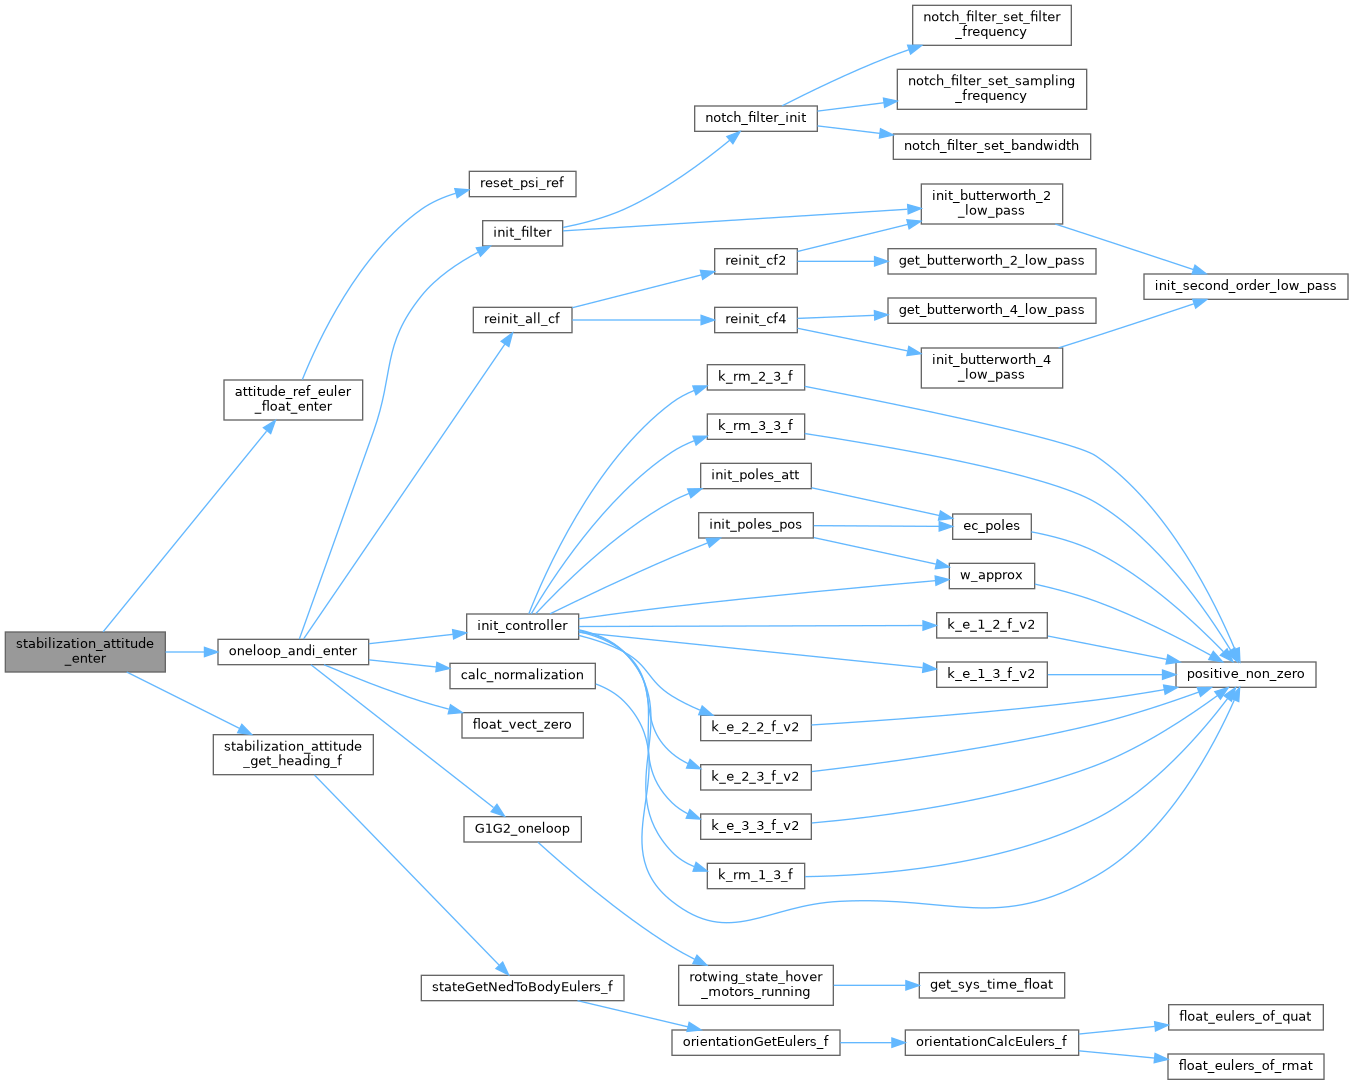 notch_filter_set_filter
_frequency
notch_filter_set_sampling
_frequency
notch_filter_init
notch_filter_set_bandwidth
reset_psi_ref
init_butterworth_2
_low_pass
init_filter
reinit_cf2
get_butterworth_2_low_pass
init_second_order_low_pass
reinit_all_cf
reinit_cf4
get_butterworth_4_low_pass
init_butterworth_4
_low_pass
attitude_ref_euler
_float_enter
k_rm_2_3_f
k_rm_3_3_f
init_poles_att
init_poles_pos
ec_poles
w_approx
init_controller
k_e_1_2_f_v2
stabilization_attitude
_enter
oneloop_andi_enter
calc_normalization
k_e_1_3_f_v2
positive_non_zero
float_vect_zero
k_e_2_2_f_v2
stabilization_attitude
_get_heading_f
k_e_2_3_f_v2
G1G2_oneloop
k_e_3_3_f_v2
k_rm_1_3_f
stateGetNedToBodyEulers_f
rotwing_state_hover
_motors_running
get_sys_time_float
orientationGetEulers_f
orientationCalcEulers_f
float_eulers_of_quat
float_eulers_of_rmat